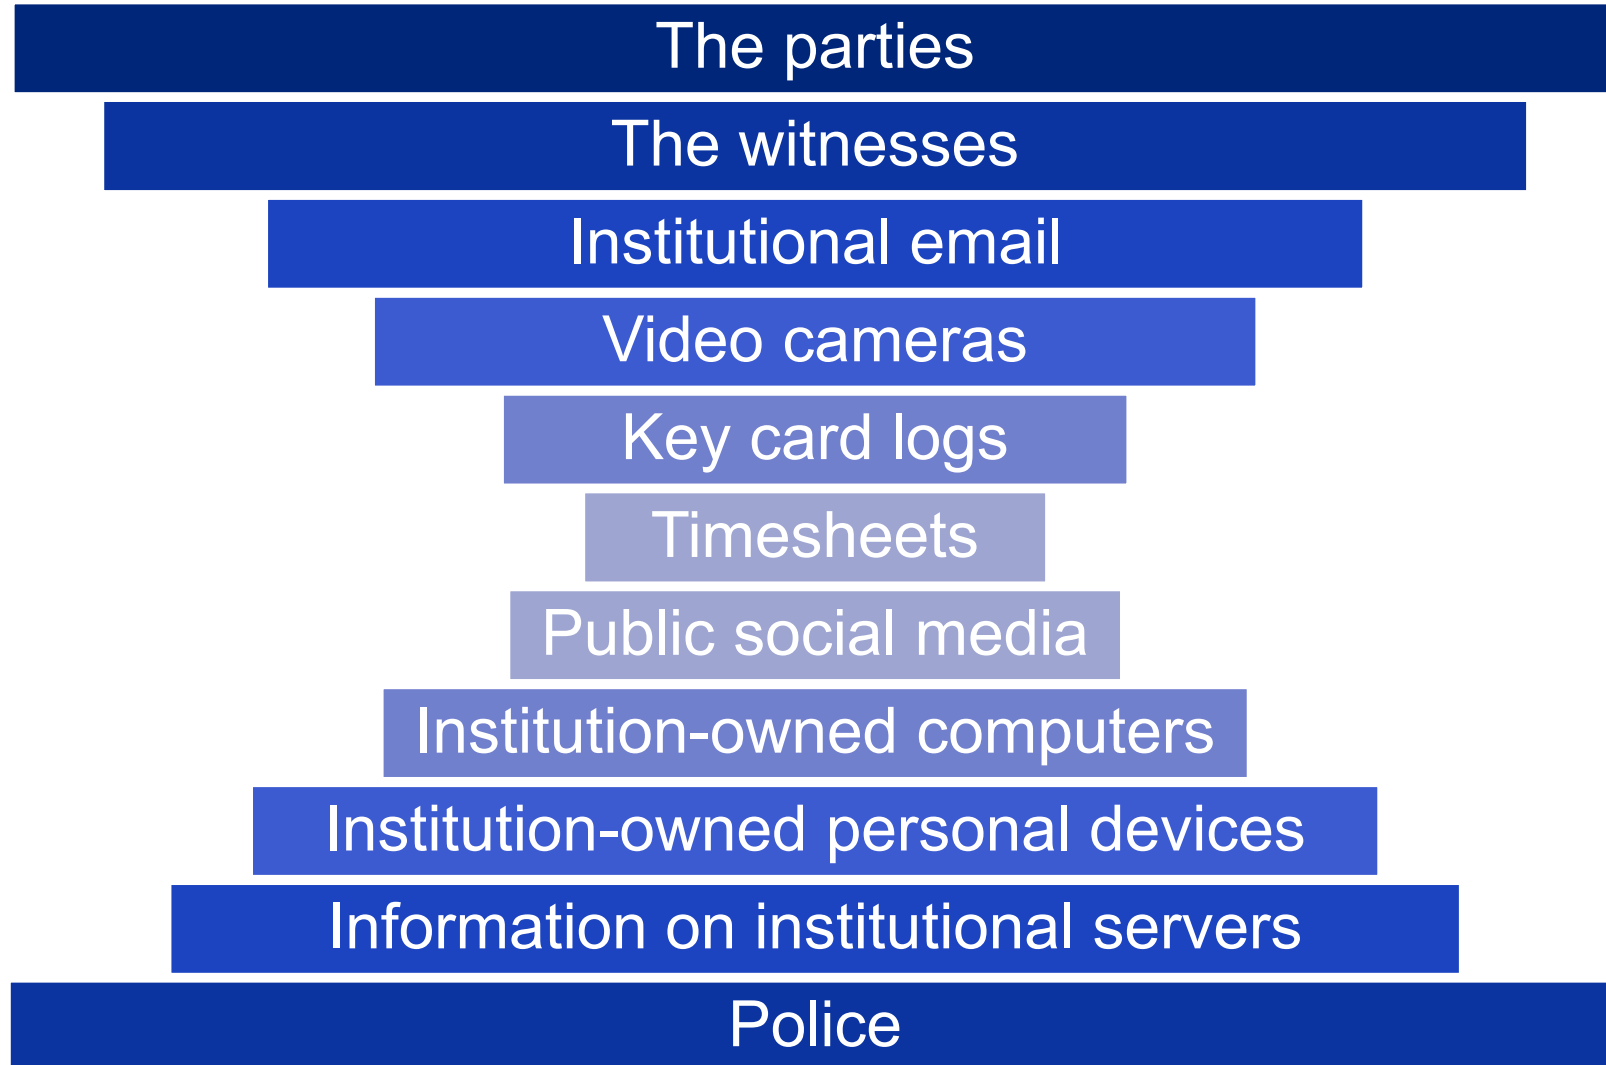 The parties
The witnesses
Institutional email
Video cameras
Key card logs
Timesheets
Public social media
Institution-owned computers
Institution-owned personal devices
Information on institutional servers
Police